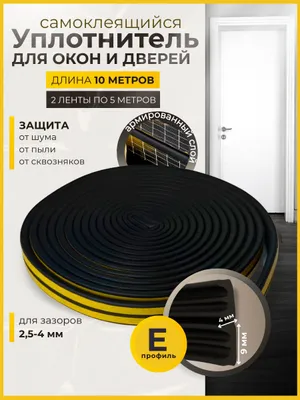 самоклеящийся
Уплотнитель
ДЛЯ ОКОН И ДВЕРЕЙ
ДЛИНА 10 МЕТРОВ
2 ЛЕНТЫ ПО 5 МЕТРОВ
ЗАЩИТА
от шума
от пыли
от сквозняков
армированный слой
для зазоров
2,5-4 мм
E
профиль
4 мм
9 мм